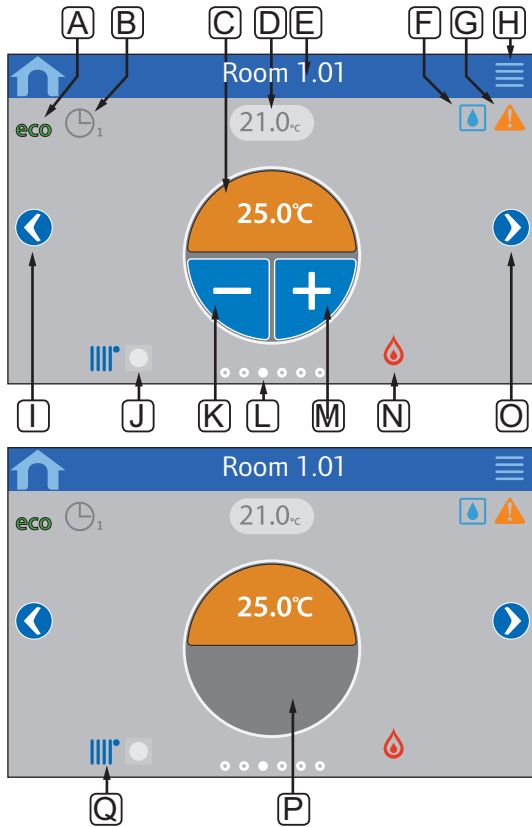 A B C D E F G H
Room 1.01
eco 1 21.0°C
25.0°C
− +
I J K L M N O
Room 1.01
eco 1 21.0°C
25.0°C
Q P